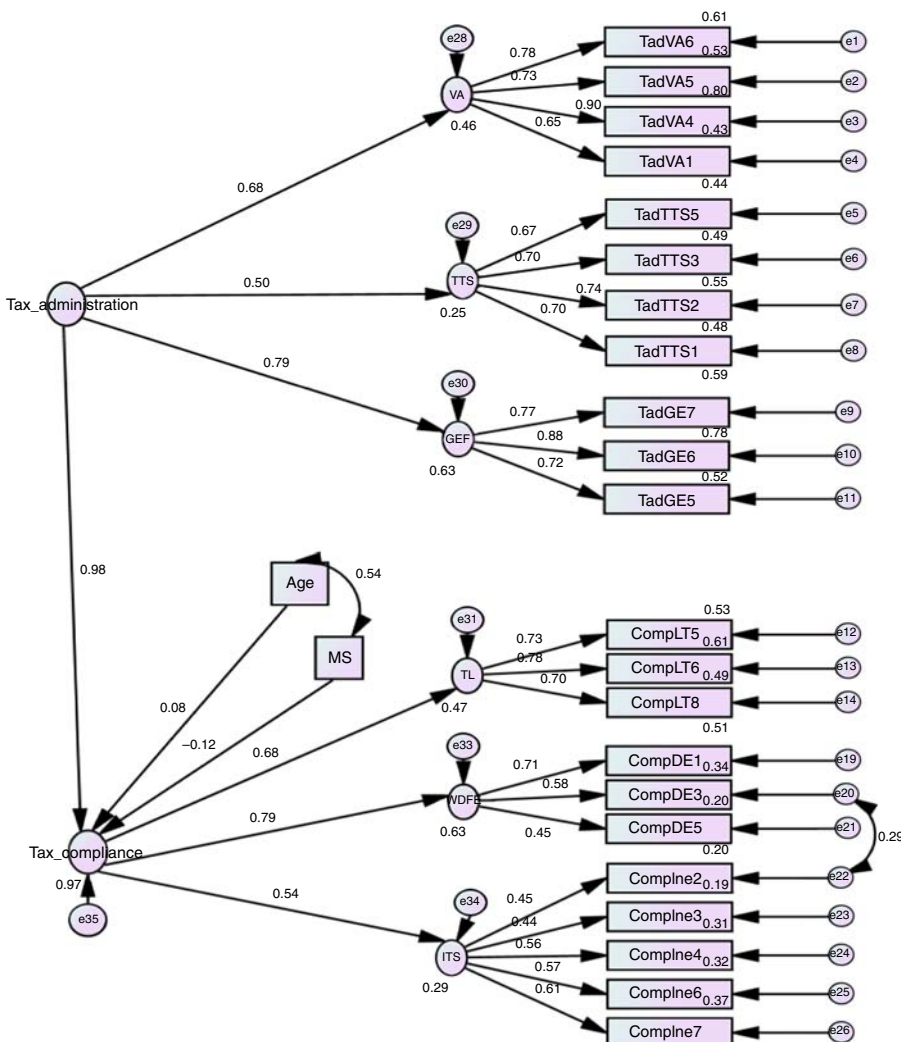 0.61
e28
0.78
TadVA6
0.53
e1
0.73
TadVA5
0.80
e2
VA
0.90
TadVA4
0.43
e3
0.46
0.65
TadVA1
e4
0.44
0.68
e29
0.67
TadTTS5
e5
0.49
0.70
TadTTS3
e6
0.55
TTS
0.50
0.74
TadTTS2
e7
0.25
0.70
0.48
Tax_administration
TadTTS1
e8
0.59
0.79
e30
0.77
TadGE7
e9
0.78
GEF
0.88
TadGE6
e10
0.63
0.72
0.52
TadGE5
e11
0.98
Age
0.54
MS
0.53
e31
0.73
CompLT5
0.61
e12
0.78
CompLT6
0.49
e13
TL
0.70
CompLT8
e14
0.47
0.51
0.08
−0.12
0.68
e33
0.71
CompDE1
0.34
e19
0.58
CompDE3
0.20
e20
WDFE
0.79
0.45
CompDE5
e21
0.29
0.63
0.20
Tax_compliance
0.97
e35
0.54
e34
0.45
CompIne2
0.19
e22
0.44
CompIne3
0.31
e23
0.56
CompIne4
0.32
e24
ITS
0.57
CompIne6
0.37
e25
0.29
0.61
CompIne7
e26